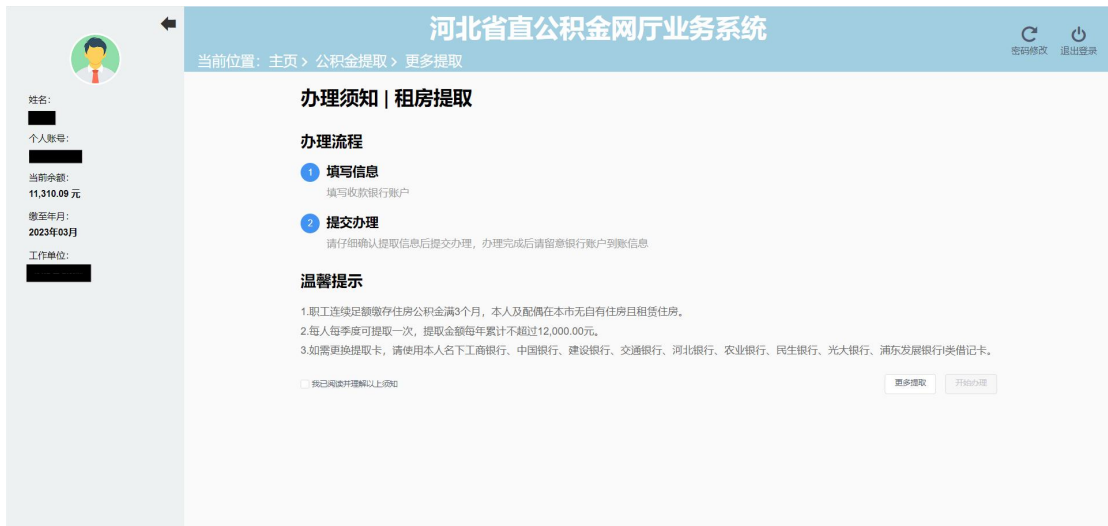 河北省直公积金网厅业务系统
当前位置：主页 > 公积金提取 > 更多提取
密码修改
退出登录
姓名：
个人账号：
当前余额：
11,310.09 元
缴至年月：
2023年03月
工作单位：
办理须知 | 租房提取
办理流程
1 填写信息
填写收款银行账户
2 提交办理
请仔细确认提取信息后提交办理，办理完成后请留意银行账户到账信息
温馨提示
1.职工连续足额缴存住房公积金满3个月，本人及配偶在本市无自有住房且租赁住房。
2.每人每季度可提取一次，提取金额每年累计不超过12,000.00元。
3.如需更换提取卡，请使用本人名下工商银行、中国银行、建设银行、交通银行、河北银行、农业银行、民生银行、光大银行、浦东发展银行I类借记卡。
我已阅读并理解以上须知
更多提取
开始办理